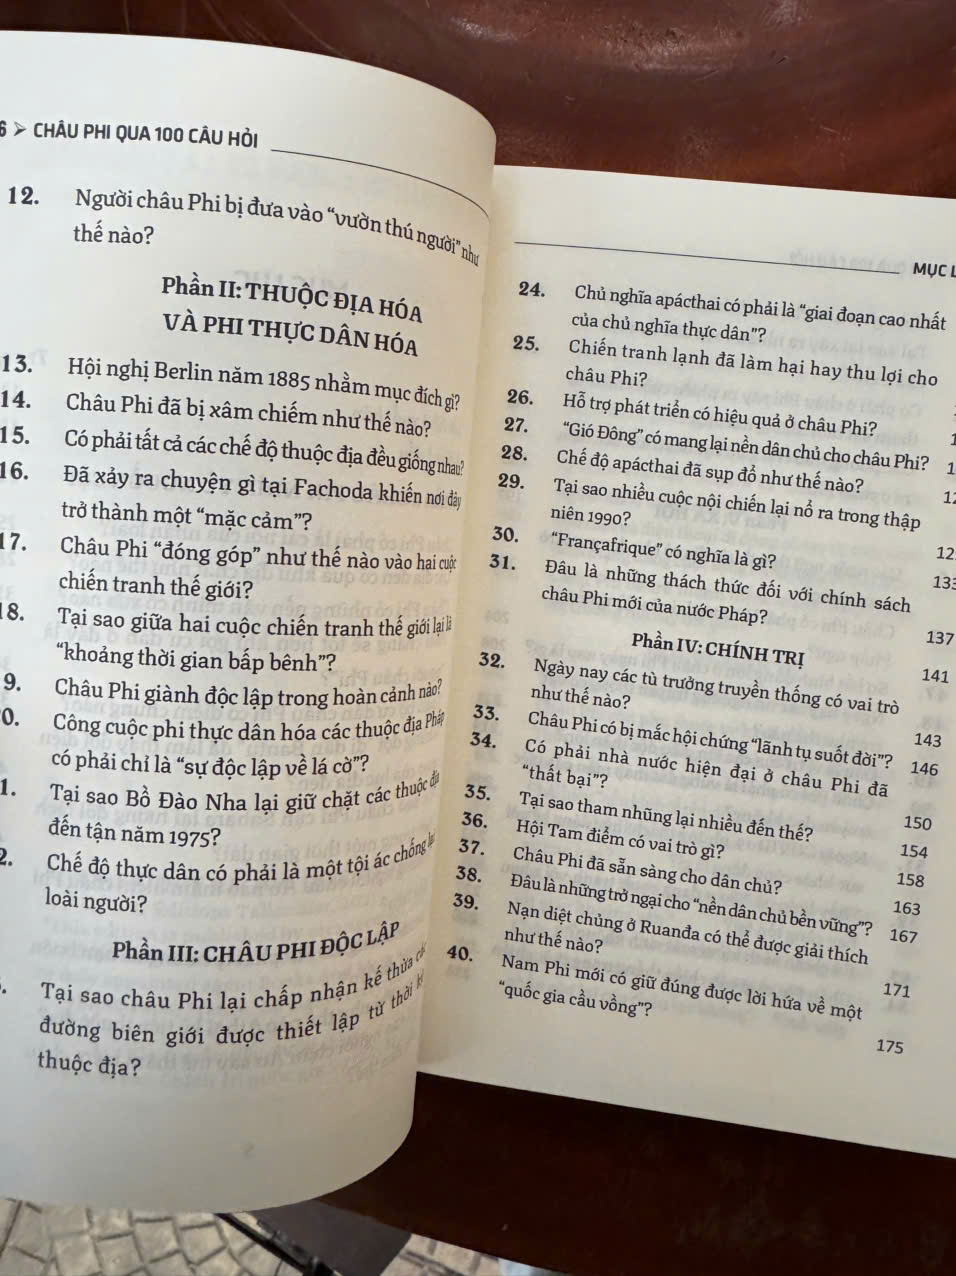 6 ➢ CHÂU PHI QUA 100 CÂU HỎI
12. Người châu Phi bị đưa vào “vườn thú người” như
thế nào?
Phần II: THUỘC ĐỊA HÓA
VÀ PHI THỰC DÂN HÓA
13. Hội nghị Berlin năm 1885 nhằm mục đích gì?
14. Châu Phi đã bị xâm chiếm như thế nào?
15. Có phải tất cả các chế độ thuộc địa đều giống nhau?
16. Đã xảy ra chuyện gì tại Fachoda khiến nơi đây
trở thành một “mặc cảm”?
17. Châu Phi “đóng góp” như thế nào vào hai cuộc
chiến tranh thế giới?
18. Tại sao giữa hai cuộc chiến tranh thế giới lại là
“khoảng thời gian bấp bênh”?
9. Châu Phi giành độc lập trong hoàn cảnh nào?
0. Công cuộc phi thực dân hóa các thuộc địa Pháp
có phải chỉ là “sự độc lập về lá cờ”?
1. Tại sao Bồ Đào Nha lại giữ chặt các thuộc địa
đến tận năm 1975?
2. Chế độ thực dân có phải là một tội ác chống
loài người?
Phần III: CHÂU PHI ĐỘC LẬP
Tại sao châu Phi lại chấp nhận kế thừa
đường biên giới được thiết lập từ thời
thuộc địa?
MỤC L
24. Chủ nghĩa apácthai có phải là “giai đoạn cao nhất
của chủ nghĩa thực dân”?
25. Chiến tranh lạnh đã làm hại hay thu lợi cho
châu Phi?
26. Hỗ trợ phát triển có hiệu quả ở châu Phi?
27. “Gió Đông” có mang lại nền dân chủ cho châu Phi? 1
28. Chế độ apácthai đã sụp đổ như thế nào? 1
29. Tại sao nhiều cuộc nội chiến lại nổ ra trong thập 12
niên 1990?
30. “Françafrique” có nghĩa là gì? 12
31. Đâu là những thách thức đối với chính sách 133
châu Phi mới của nước Pháp?
137
Phần IV: CHÍNH TRỊ
141
32. Ngày nay các tù trưởng truyền thống có vai trò
như thế nào?
143
33. Châu Phi có bị mắc hội chứng “lãnh tụ suốt đời”? 146
34. Có phải nhà nước hiện đại ở châu Phi đã
“thất bại”?
150
35. Tại sao tham nhũng lại nhiều đến thế? 154
36. Hội Tam điểm có vai trò gì? 158
37. Châu Phi đã sẵn sàng cho dân chủ? 163
38. Đâu là những trở ngại cho “nền dân chủ bền vững”? 167
39. Nạn diệt chủng ở Ruanđa có thể được giải thích
như thế nào?
171
40. Nam Phi mới có giữ đúng được lời hứa về một
“quốc gia cầu vồng”?
175